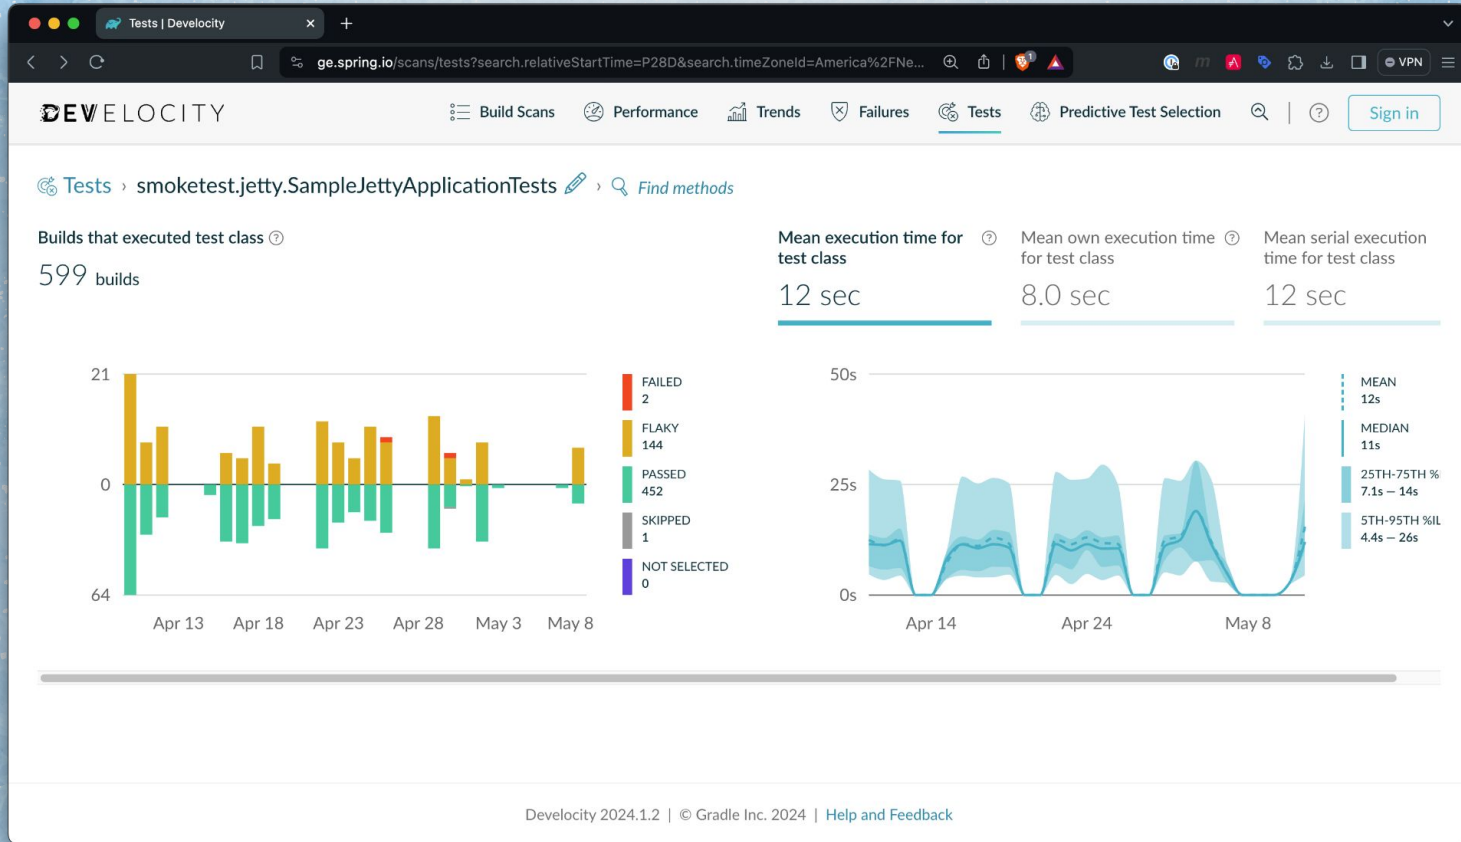 Tests | Develocity
ge.spring.io/scans/tests?search.relativeStartTime=P28D&search.timeZoneId=America%2FNe...
1
VPN
DEVELOCITY
Build Scans
Performance
Trends
Failures
Tests
Predictive Test Selection
Sign in
Tests › smoketest.jetty.SampleJettyApplicationTests › Find methods
Builds that executed test class
599 builds
Mean execution time for
test class
12 sec
Mean own execution time
for test class
8.0 sec
Mean serial execution
time for test class
12 sec
21
0
64
Apr 13
Apr 18
Apr 23
Apr 28
May 3
May 8
FAILED
2
FLAKY
144
PASSED
452
SKIPPED
1
NOT SELECTED
0
50s
25s
0s
Apr 14
Apr 24
May 8
MEAN
12s
MEDIAN
11s
25TH-75TH %
7.1s — 14s
5TH-95TH %IL
4.4s — 26s
Develocity 2024.1.2 | © Gradle Inc. 2024 | Help and Feedback